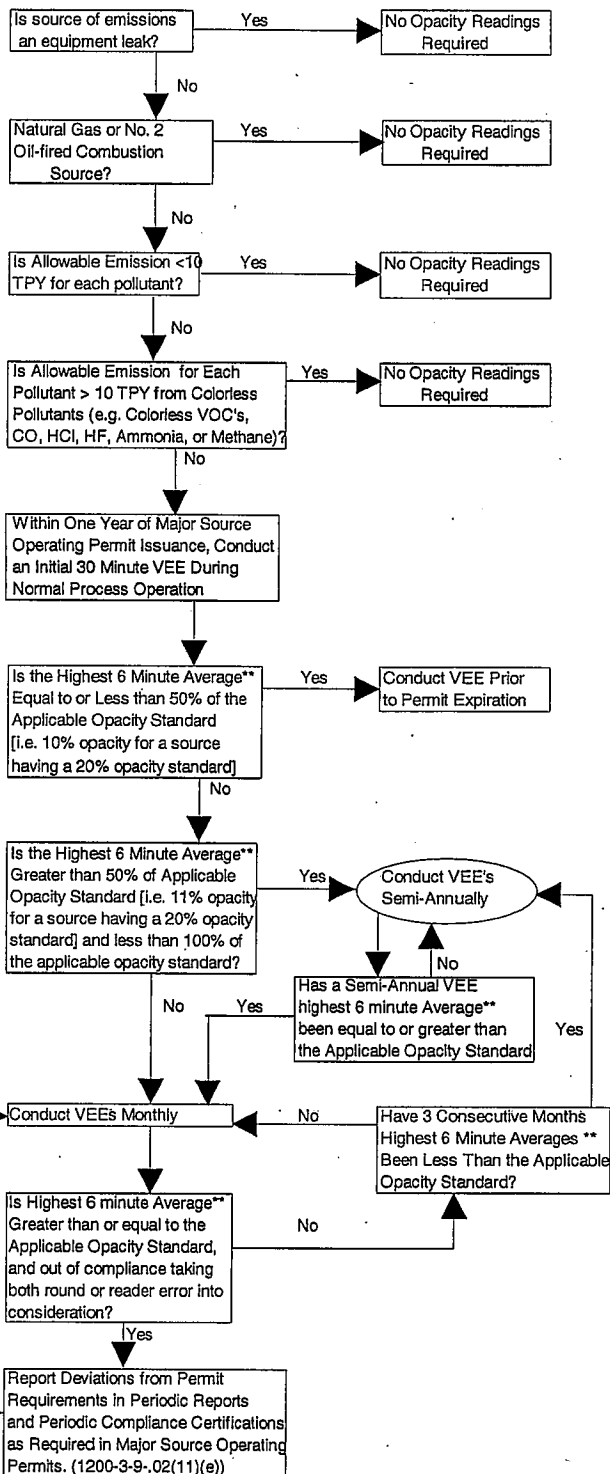 Is source of emissions
an equipment leak?
Yes
No Opacity Readings
Required
No
Natural Gas or No. 2
Oil-fired Combustion
Source?
Yes
No Opacity Readings
Required
No
Is Allowable Emission <10
TPY for each pollutant?
Yes
No Opacity Readings
Required
No
Is Allowable Emission for Each
Pollutant > 10 TPY from Colorless
Pollutants (e.g. Colorless VOC's,
CO, HCl, HF, Ammonia, or Methane)?
Yes
No Opacity Readings
Required
No
Within One Year of Major Source
Operating Permit Issuance, Conduct
an Initial 30 Minute VEE During
Normal Process Operation
Is the Highest 6 Minute Average**
Equal to or Less than 50% of the
Applicable Opacity Standard
[i.e. 10% opacity for a source
having a 20% opacity standard]
Yes
Conduct VEE Prior
to Permit Expiration
No
Is the Highest 6 Minute Average**
Greater than 50% of Applicable
Opacity Standard [i.e. 11% opacity
for a source having a 20% opacity
standard] and less than 100% of
the applicable opacity standard?
Yes
Conduct VEE's
Semi-Annually
No
Has a Semi-Annual VEE
highest 6 minute Average**
been equal to or greater than
the Applicable Opacity Standard
Yes
No
Yes
Conduct VEEs Monthly
No
Have 3 Consecutive Months
Highest 6 Minute Averages **
Been Less Than the Applicable
Opacity Standard?
Is Highest 6 minute Average**
Greater than or equal to the
Applicable Opacity Standard,
and out of compliance taking
both round or reader error into
consideration?
No
Yes
Report Deviations from Permit
Requirements in Periodic Reports
and Periodic Compliance Certifications
as Required in Major Source Operating
Permits. (1200-3-9-.02(11)(e))